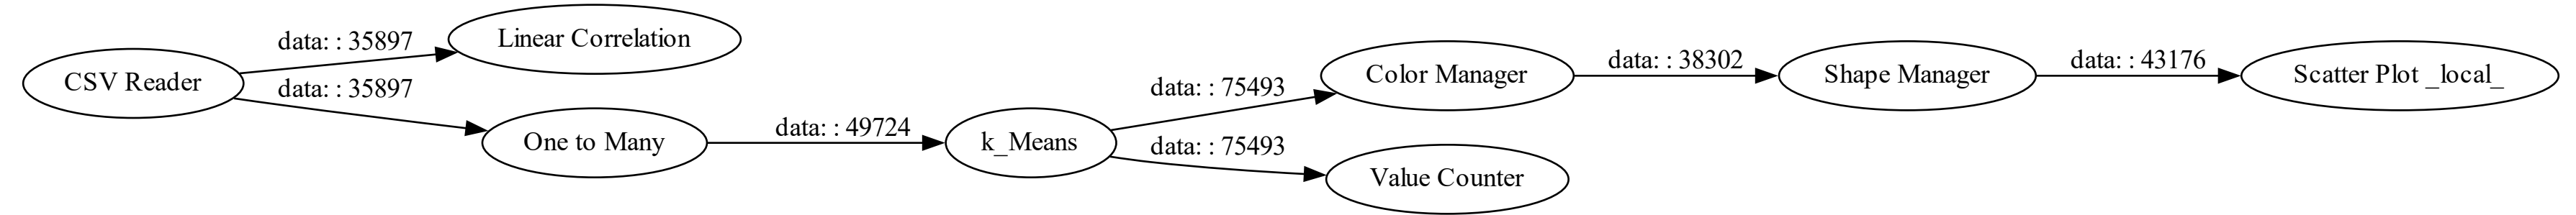 CSV Reader
data: : 35897
Linear Correlation
data: : 35897
One to Many
data: : 49724
k_Means
data: : 75493
Color Manager
data: : 75493
Value Counter
data: : 38302
Shape Manager
data: : 43176
Scatter Plot _local_